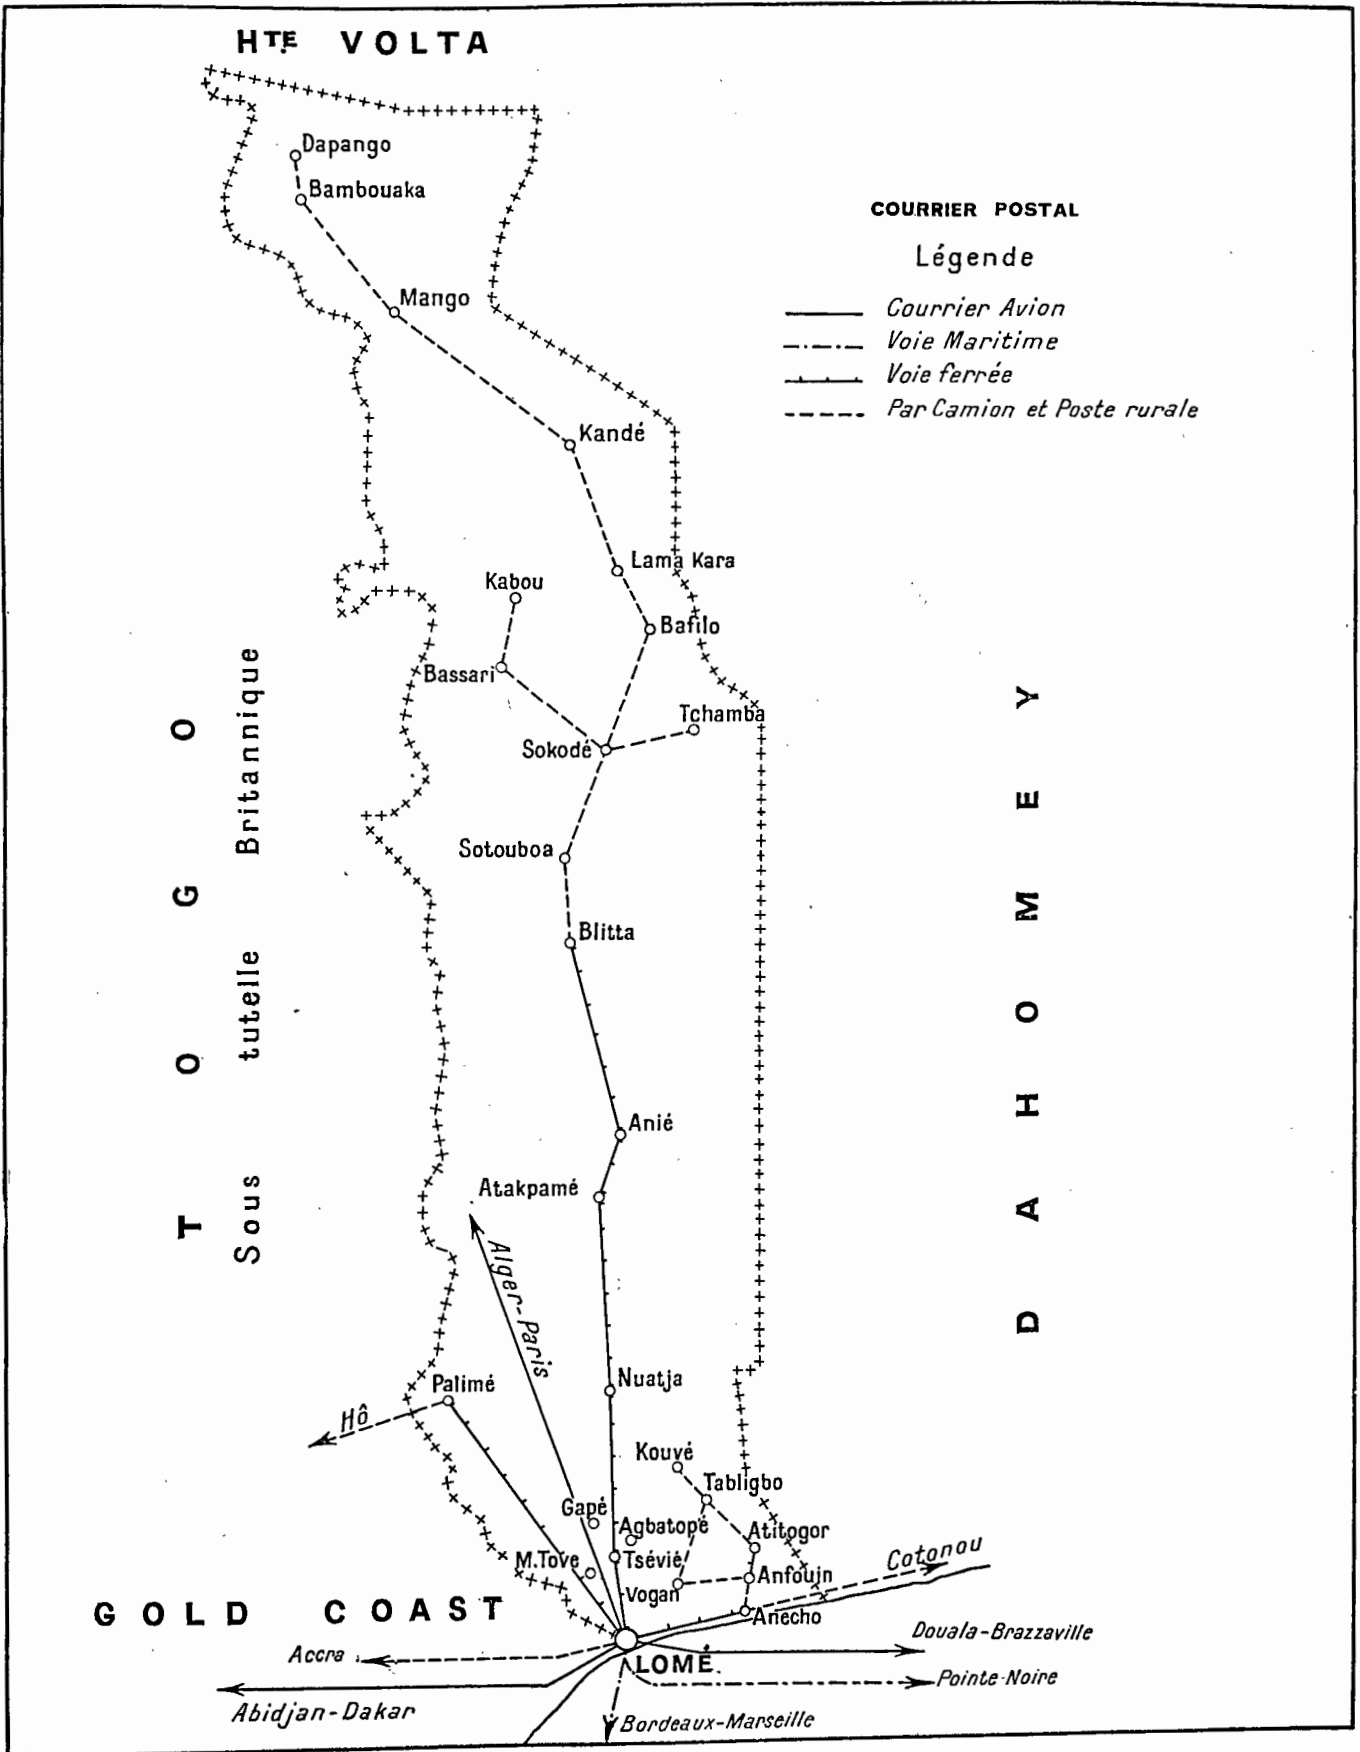 HTE VOLTA
Dapango
Bambouaka
COURRIER POSTAL
Légende
Courrier Avion
Voie Maritime
Voie ferrée
Par Camion et Poste rurale
Mango
Kandé
Lama Kara
Kabou
Bafilo
Bassari
Tchamba
Sokodé
Sotouboa
Blitta
Anié
Atakpamé
TOGO
Sous tutelle Britannique
DAHOMEY
Alger-Paris
Nuatja
Palimé
Hô
Kouvé
Tabligbo
Gapé
Agbatopé
Atitogor
M.Tove
Tsévié
Anfouin
Vogan
Cotonou
Anecho
GOLD COAST
Douala-Brazzaville
Accra
LOMÉ
Pointe-Noire
Abidjan-Dakar
Bordeaux-Marseille